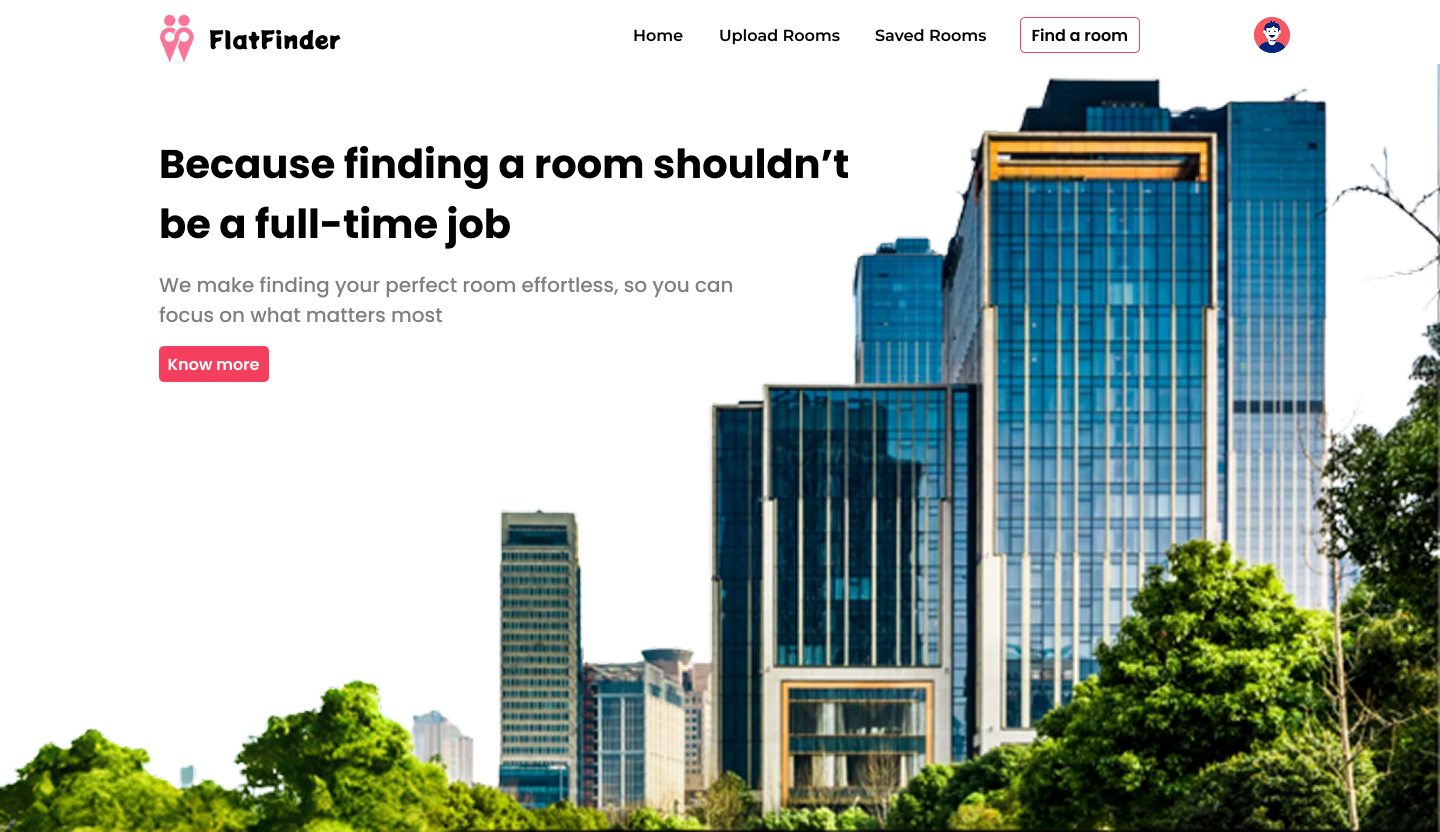 FlatFinder
Home
Upload Rooms
Saved Rooms
Find a room
Because finding a room shouldn’t
be a full-time job
We make finding your perfect room effortless, so you can
focus on what matters most
Know more